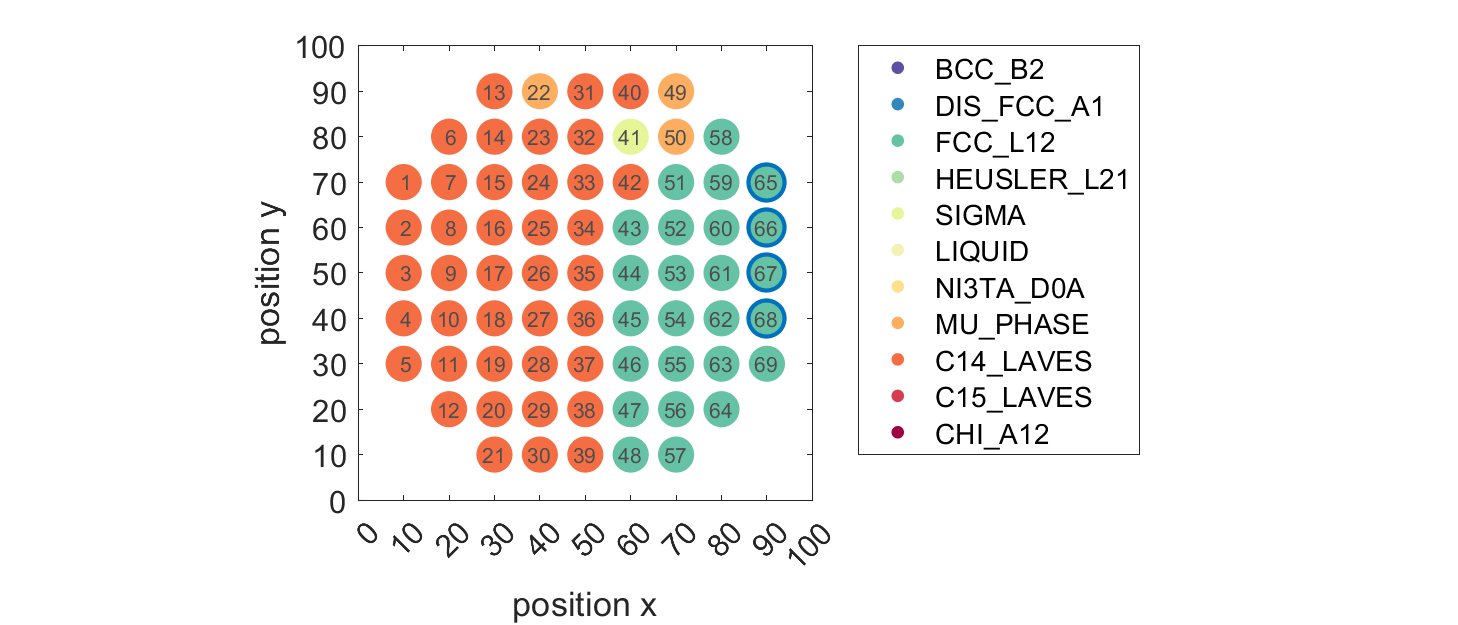 100
90
80
70
60
50
40
30
20
10
0
position y
13 22 31 40 49
6 14 23 32 41 50 58
1 7 15 24 33 42 51 59 65
2 8 16 25 34 43 52 60 66
3 9 17 26 35 44 53 61 67
4 10 18 27 36 45 54 62 68
5 11 19 28 37 46 55 63 69
12 20 29 38 47 56 64
21 30 39 48 57
0 10 20 30 40 50 60 70 80 90 100
position x
BCC_B2
DIS_FCC_A1
FCC_L12
HEUSLER_L21
SIGMA
LIQUID
NI3TA_D0A
MU_PHASE
C14_LAVES
C15_LAVES
CHI_A12